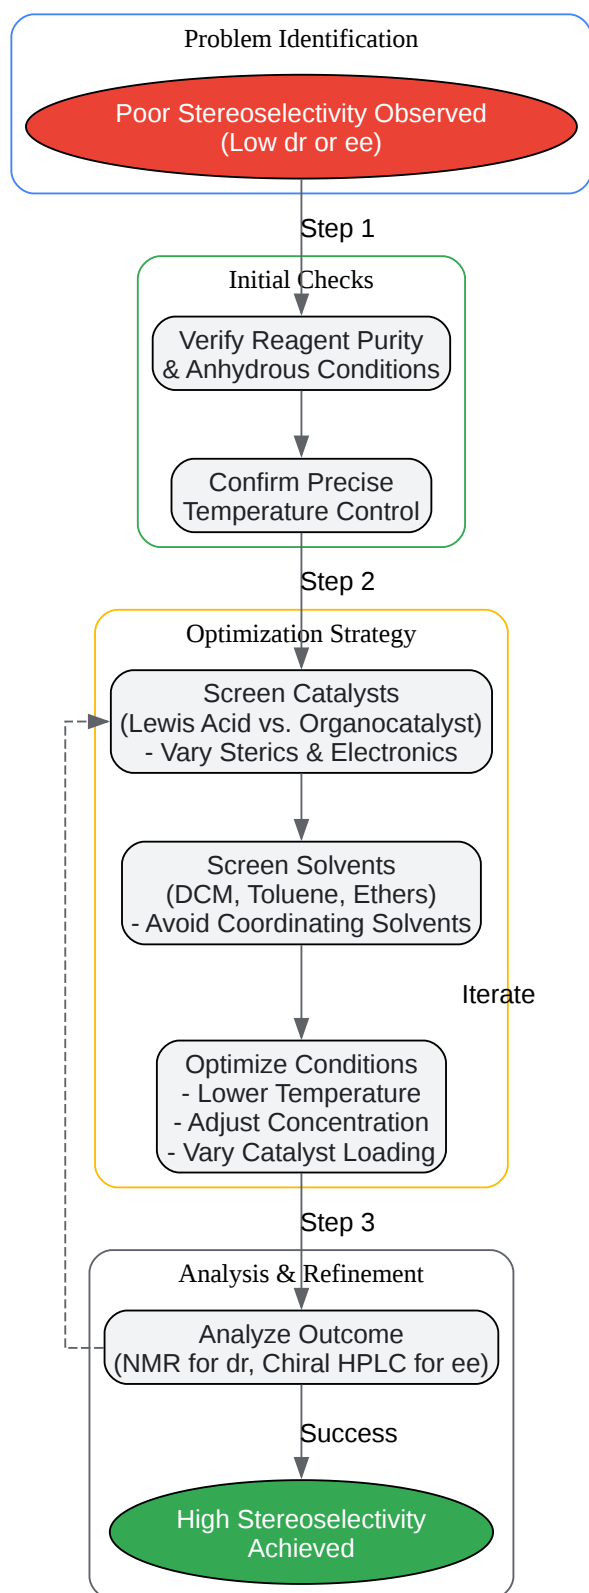 Problem Identification
Poor Stereoselectivity Observed
(Low dr or ee)
Step 1
Initial Checks
Verify Reagent Purity
& Anhydrous Conditions
Confirm Precise
Temperature Control
Step 2
Optimization Strategy
Screen Catalysts
(Lewis Acid vs. Organocatalyst)
- Vary Sterics & Electronics
Screen Solvents
(DCM, Toluene, Ethers)
- Avoid Coordinating Solvents
Iterate
Optimize Conditions
- Lower Temperature
- Adjust Concentration
- Vary Catalyst Loading
Step 3
Analysis & Refinement
Analyze Outcome
(NMR for dr, Chiral HPLC for ee)
Success
High Stereoselectivity
Achieved